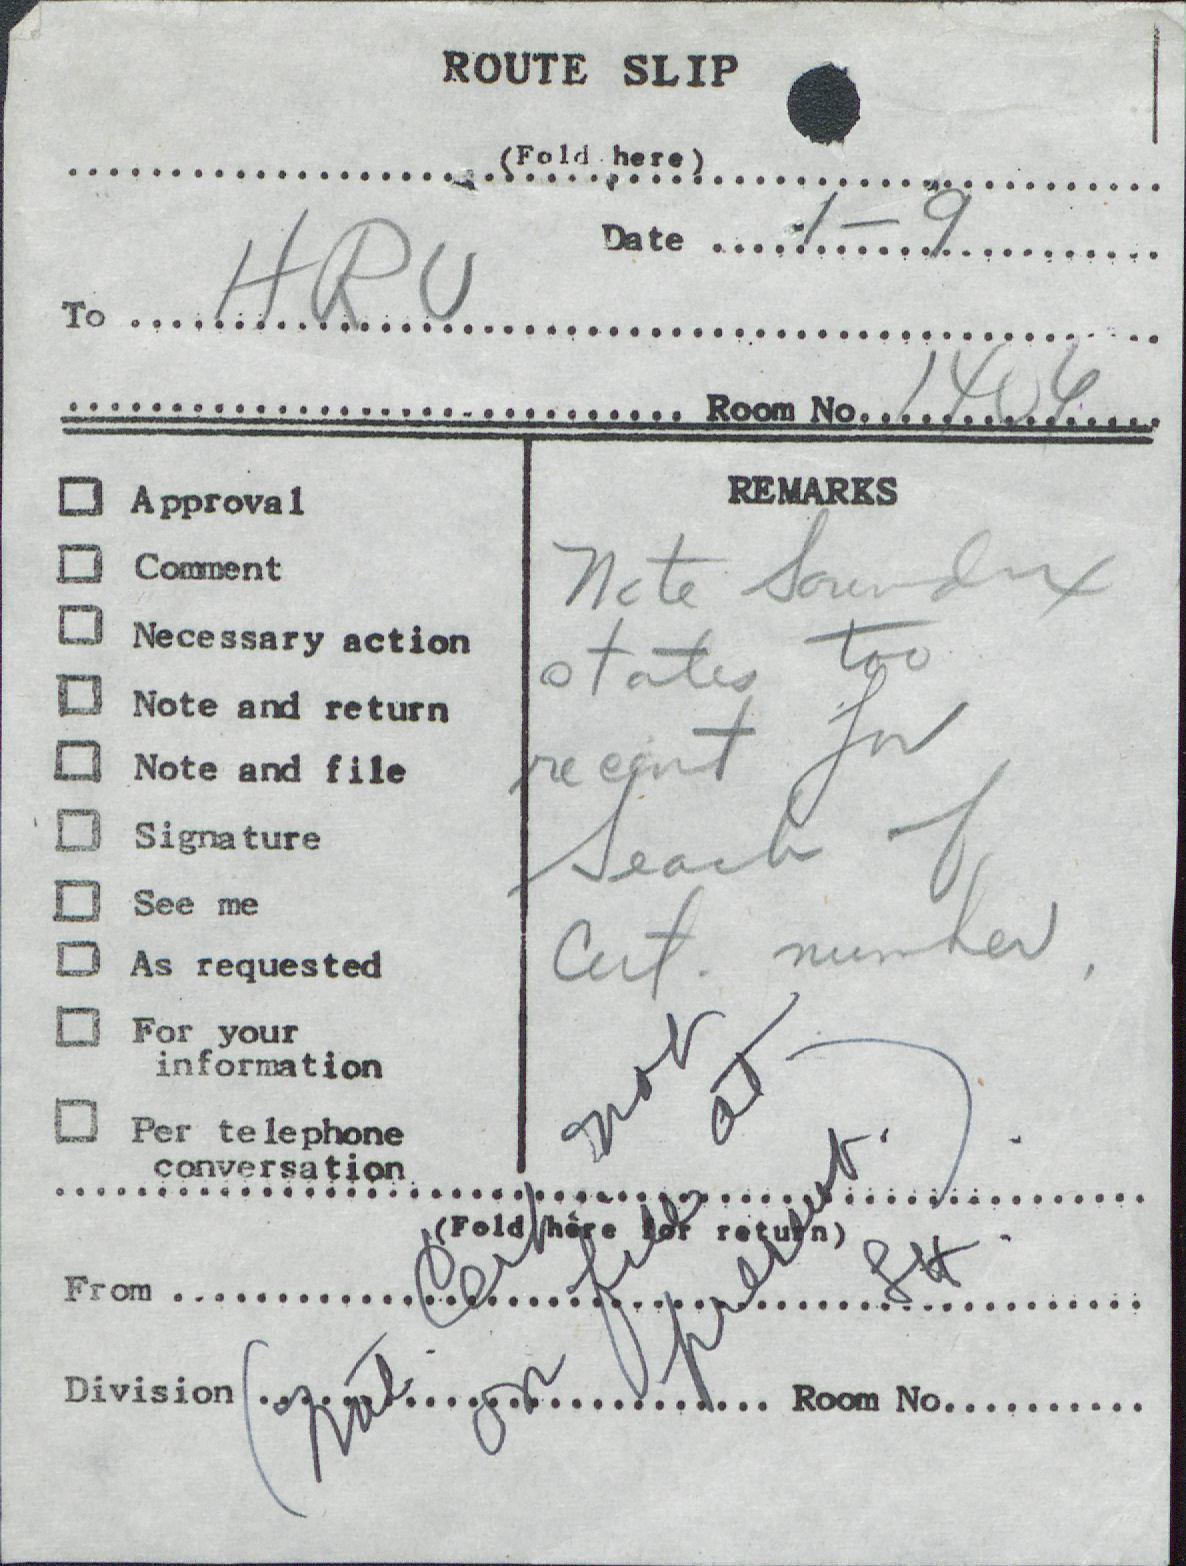 ROUTE SLIP
(Fold here)
Date 1-9
To HRU
Room No. 1404
Approval
Comment
Necessary action
Note and return
Note and file
Signature
See me
As requested
For your
information
Per telephone
conversation
REMARKS
Note Soundex
states too
recent for
Search of
Cert. number.
(Nat. Cert not
on file at
present.)
(Fold here for return)
From
Division
Room No.